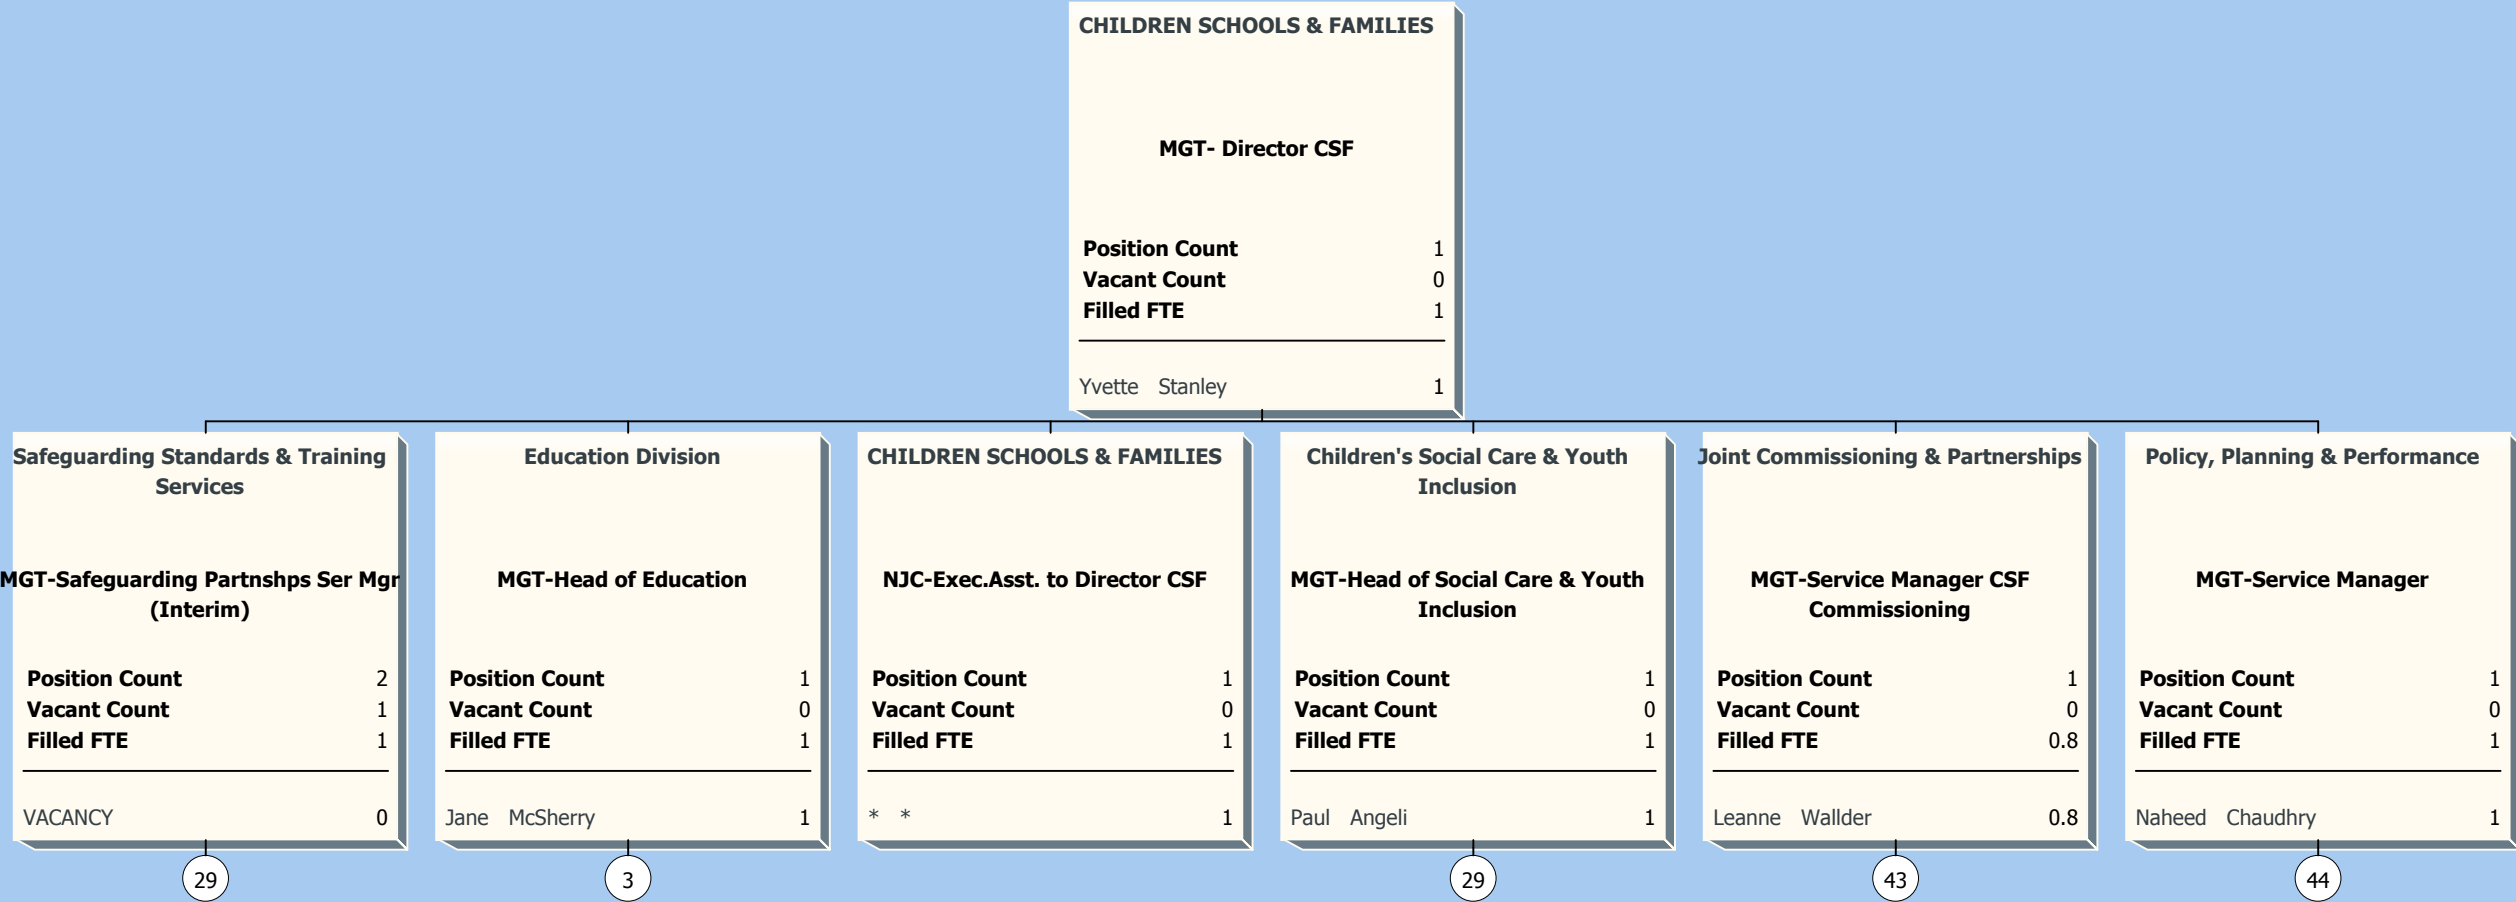 CHILDREN SCHOOLS & FAMILIES
MGT- Director CSF
Position Count 1
Vacant Count 0
Filled FTE 1
Yvette Stanley 1
Safeguarding Standards & Training
Services
MGT-Safeguarding Partnshps Ser Mgr
(Interim)
Position Count 2
Vacant Count 1
Filled FTE 1
VACANCY 0
29
Education Division
MGT-Head of Education
Position Count 1
Vacant Count 0
Filled FTE 1
Jane McSherry 1
3
CHILDREN SCHOOLS & FAMILIES
NJC-Exec.Asst. to Director CSF
Position Count 1
Vacant Count 0
Filled FTE 1
* * 1
Children's Social Care & Youth
Inclusion
MGT-Head of Social Care & Youth
Inclusion
Position Count 1
Vacant Count 0
Filled FTE 1
Paul Angeli 1
29
Joint Commissioning & Partnerships
MGT-Service Manager CSF
Commissioning
Position Count 1
Vacant Count 0
Filled FTE 0.8
Leanne Wallder 0.8
43
Policy, Planning & Performance
MGT-Service Manager
Position Count 1
Vacant Count 0
Filled FTE 1
Naheed Chaudhry 1
44